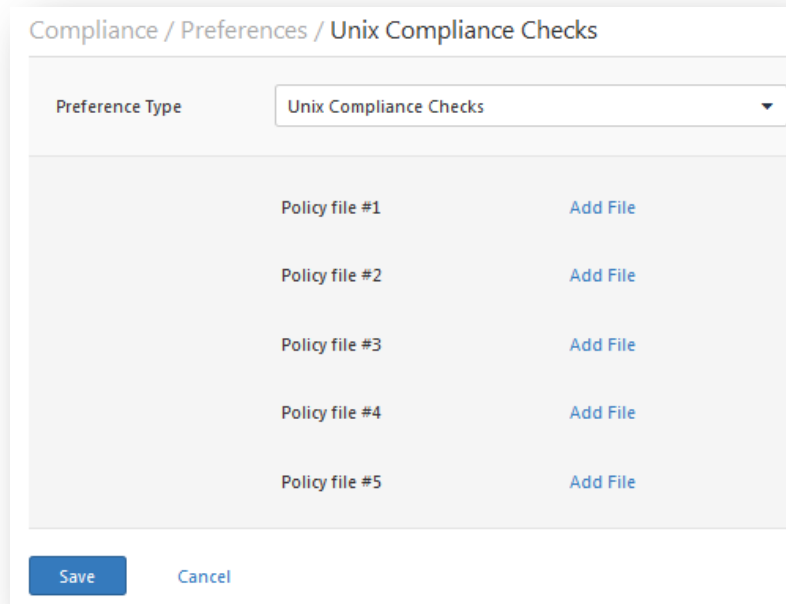 Compliance / Preferences / Unix Compliance Checks
Preference Type Unix Compliance Checks
Policy file #1 Add File
Policy file #2 Add File
Policy file #3 Add File
Policy file #4 Add File
Policy file #5 Add File
Save Cancel